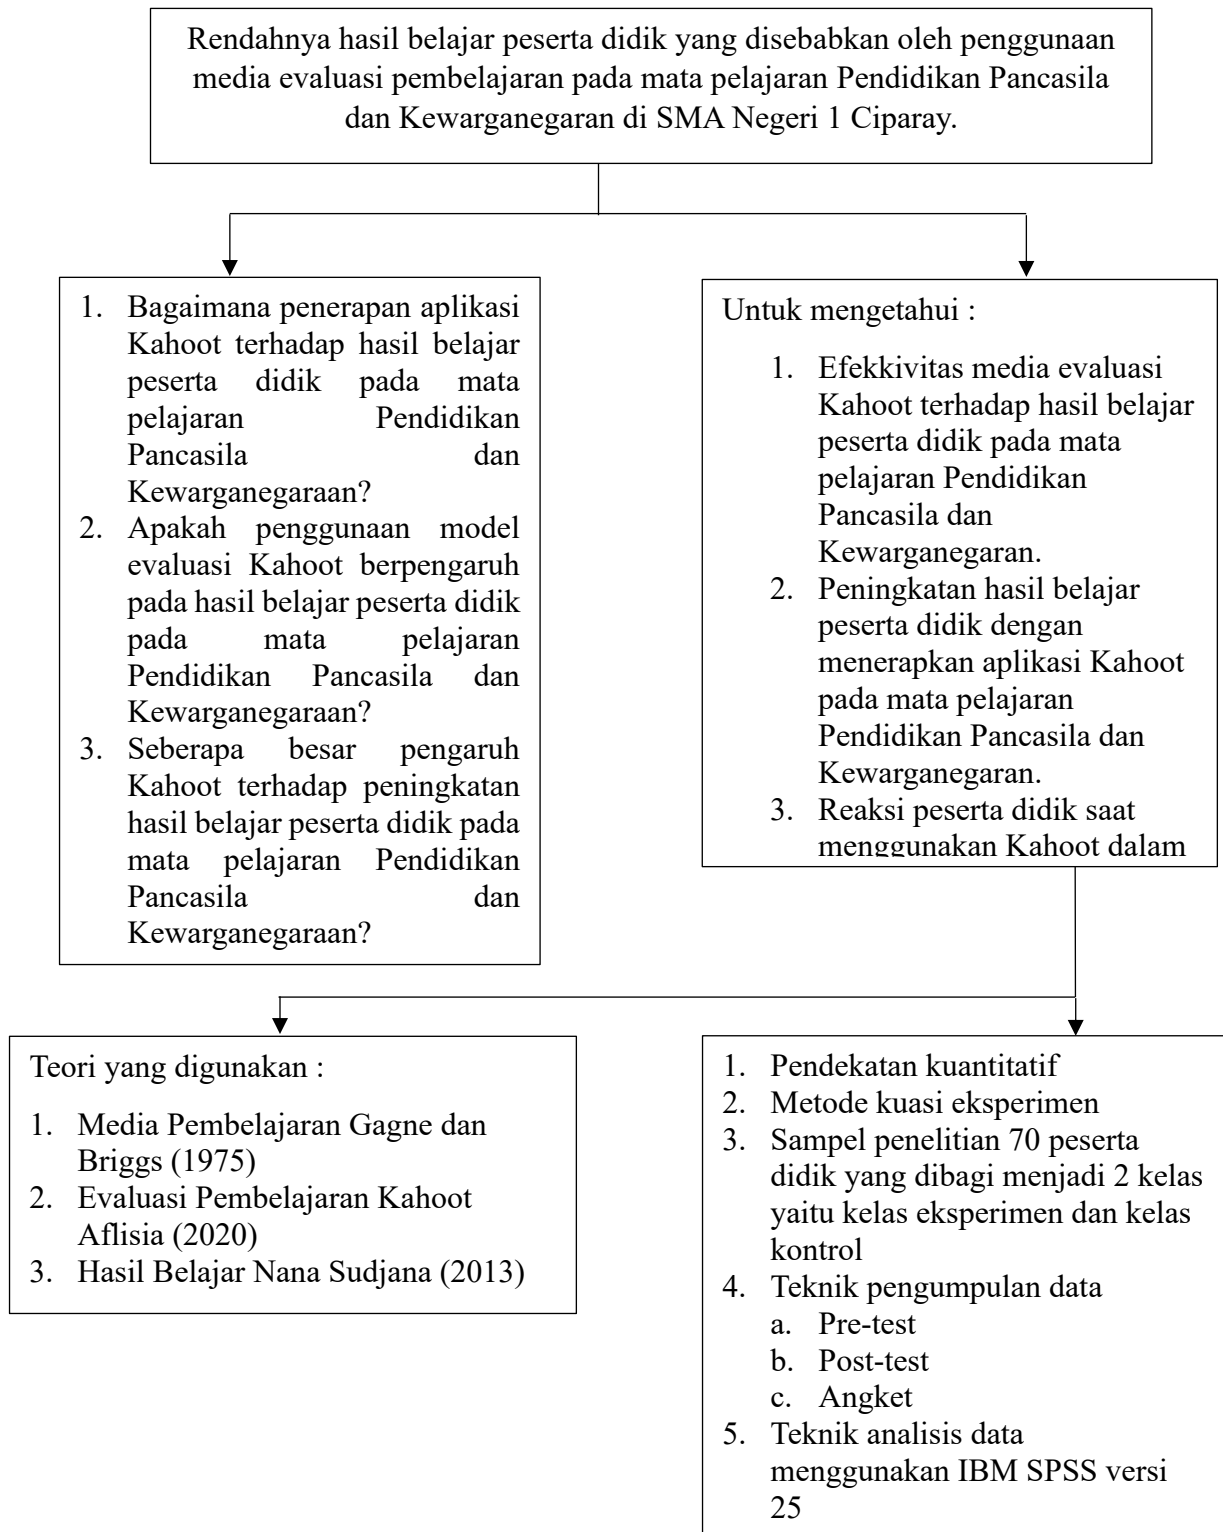 Rendahnya hasil belajar peserta didik yang disebabkan oleh penggunaan
media evaluasi pembelajaran pada mata pelajaran Pendidikan Pancasila
dan Kewarganegaran di SMA Negeri 1 Ciparay.
1. Bagaimana penerapan aplikasi
Kahoot terhadap hasil belajar
peserta didik pada mata
pelajaran Pendidikan
Pancasila dan
Kewarganegaraan?
2. Apakah penggunaan model
evaluasi Kahoot berpengaruh
pada hasil belajar peserta didik
pada mata pelajaran
Pendidikan Pancasila dan
Kewarganegaraan?
3. Seberapa besar pengaruh
Kahoot terhadap peningkatan
hasil belajar peserta didik pada
mata pelajaran Pendidikan
Pancasila dan
Kewarganegaraan?
Untuk mengetahui :
1. Efekkivitas media evaluasi
Kahoot terhadap hasil belajar
peserta didik pada mata
pelajaran Pendidikan
Pancasila dan
Kewarganegaran.
2. Peningkatan hasil belajar
peserta didik dengan
menerapkan aplikasi Kahoot
pada mata pelajaran
Pendidikan Pancasila dan
Kewarganegaran.
3. Reaksi peserta didik saat
menggunakan Kahoot dalam
Teori yang digunakan :
1. Media Pembelajaran Gagne dan
Briggs (1975)
2. Evaluasi Pembelajaran Kahoot
Aflisia (2020)
3. Hasil Belajar Nana Sudjana (2013)
1. Pendekatan kuantitatif
2. Metode kuasi eksperimen
3. Sampel penelitian 70 peserta
didik yang dibagi menjadi 2 kelas
yaitu kelas eksperimen dan kelas
kontrol
4. Teknik pengumpulan data
a. Pre-test
b. Post-test
c. Angket
5. Teknik analisis data
menggunakan IBM SPSS versi
25